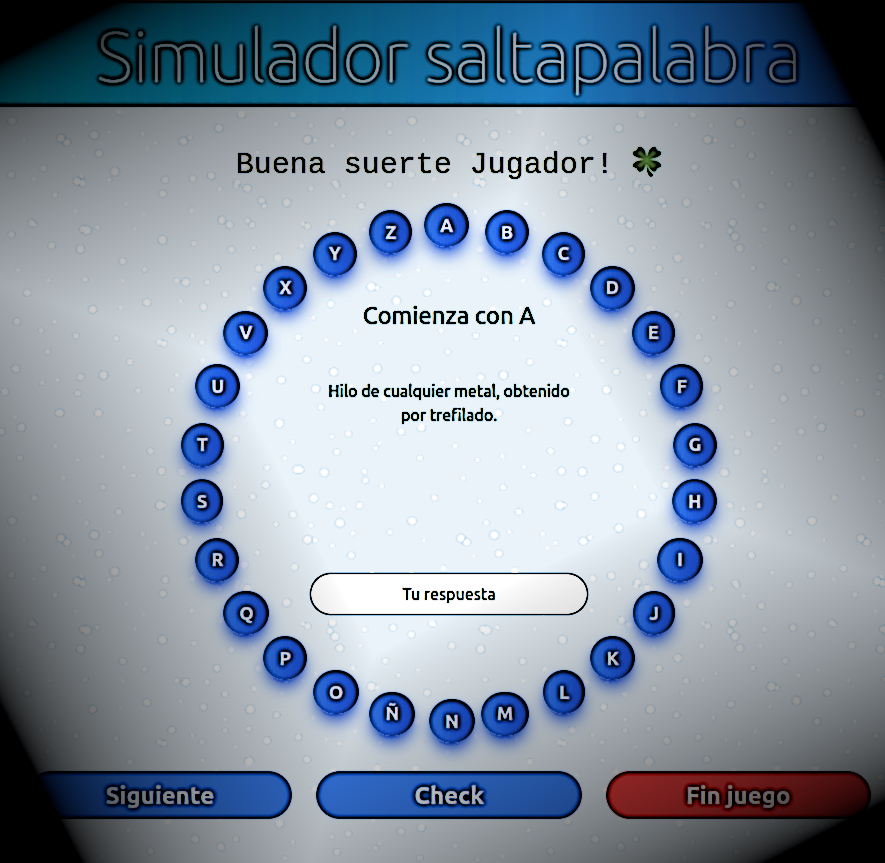 Simulador saltapalabra
Buena suerte Jugador! 🍀
A
B
C
D
E
F
G
H
I
J
K
L
M
N
Ñ
O
P
Q
R
S
T
U
V
X
Y
Z
Comienza con A
Hilo de cualquier metal, obtenido
por trefilado.
Tu respuesta
Siguiente
Check
Fin juego